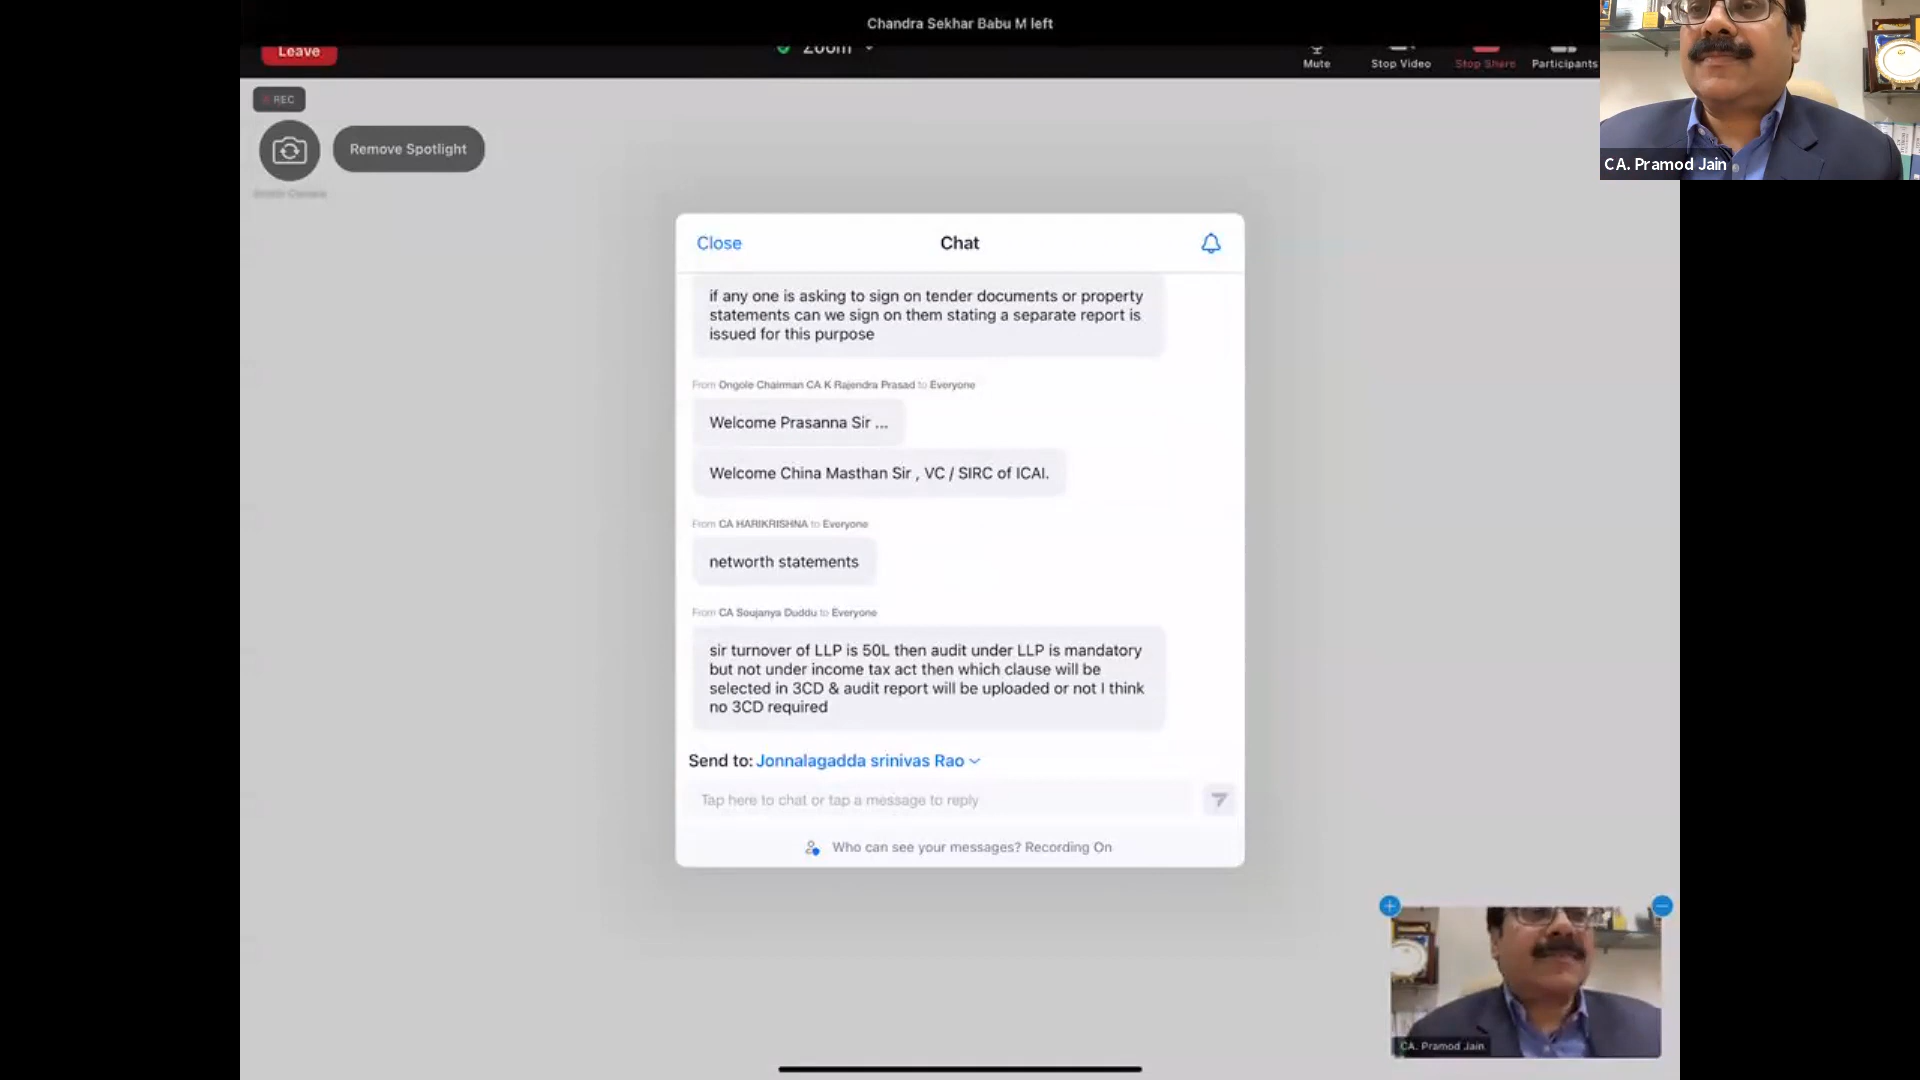 Chandra Sekhar Babu M left
Leave
Zoom
Mute
Stop Video
Stop Share
Participants
REC
Remove Spotlight
CA. Pramod Jain
Close
Chat
if any one is asking to sign on tender documents or property
statements can we sign on them stating a separate report is
issued for this purpose
From Ongole Chairman CA K Rajendra Prasad to Everyone
Welcome Prasanna Sir ...
Welcome China Masthan Sir , VC / SIRC of ICAI.
From CA HARIKRISHNA to Everyone
networth statements
From CA Soujanya Duddu to Everyone
sir turnover of LLP is 50L then audit under LLP is mandatory
but not under income tax act then which clause will be
selected in 3CD & audit report will be uploaded or not I think
no 3CD required
Send to: Jonnalagadda srinivas Rao
Tap here to chat or tap a message to reply
Who can see your messages? Recording On
CA. Pramod Jain